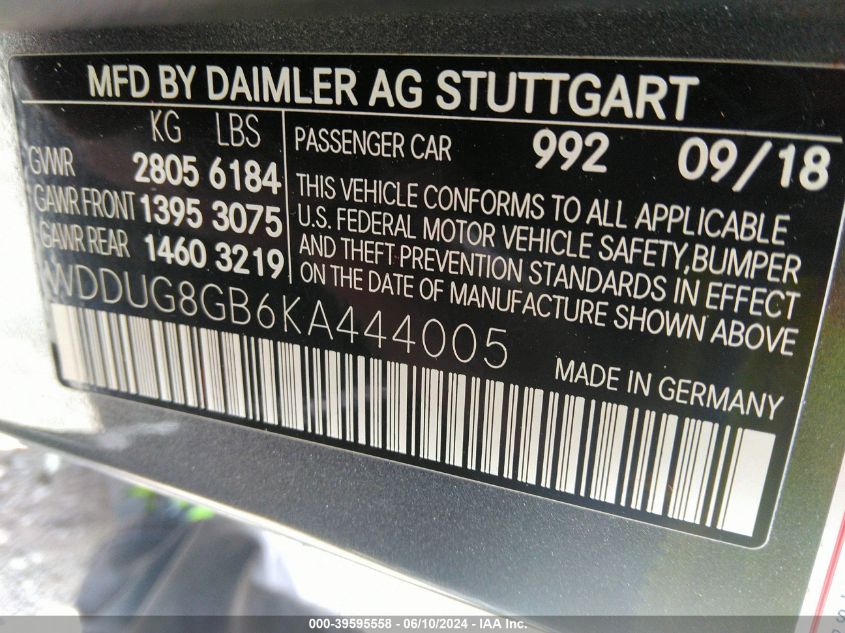 MFD BY DAIMLER AG STUTTGART
KG LBS
GVWR 2805 6184
GAWR FRONT 1395 3075
GAWR REAR 1460 3219
PASSENGER CAR 992 09/18
THIS VEHICLE CONFORMS TO ALL APPLICABLE
U.S. FEDERAL MOTOR VEHICLE SAFETY,BUMPER
AND THEFT PREVENTION STANDARDS IN EFFECT
ON THE DATE OF MANUFACTURE SHOWN ABOVE
WDDUG8GB6KA444005
MADE IN GERMANY
000-39595558 - 06/10/2024 - IAA Inc.